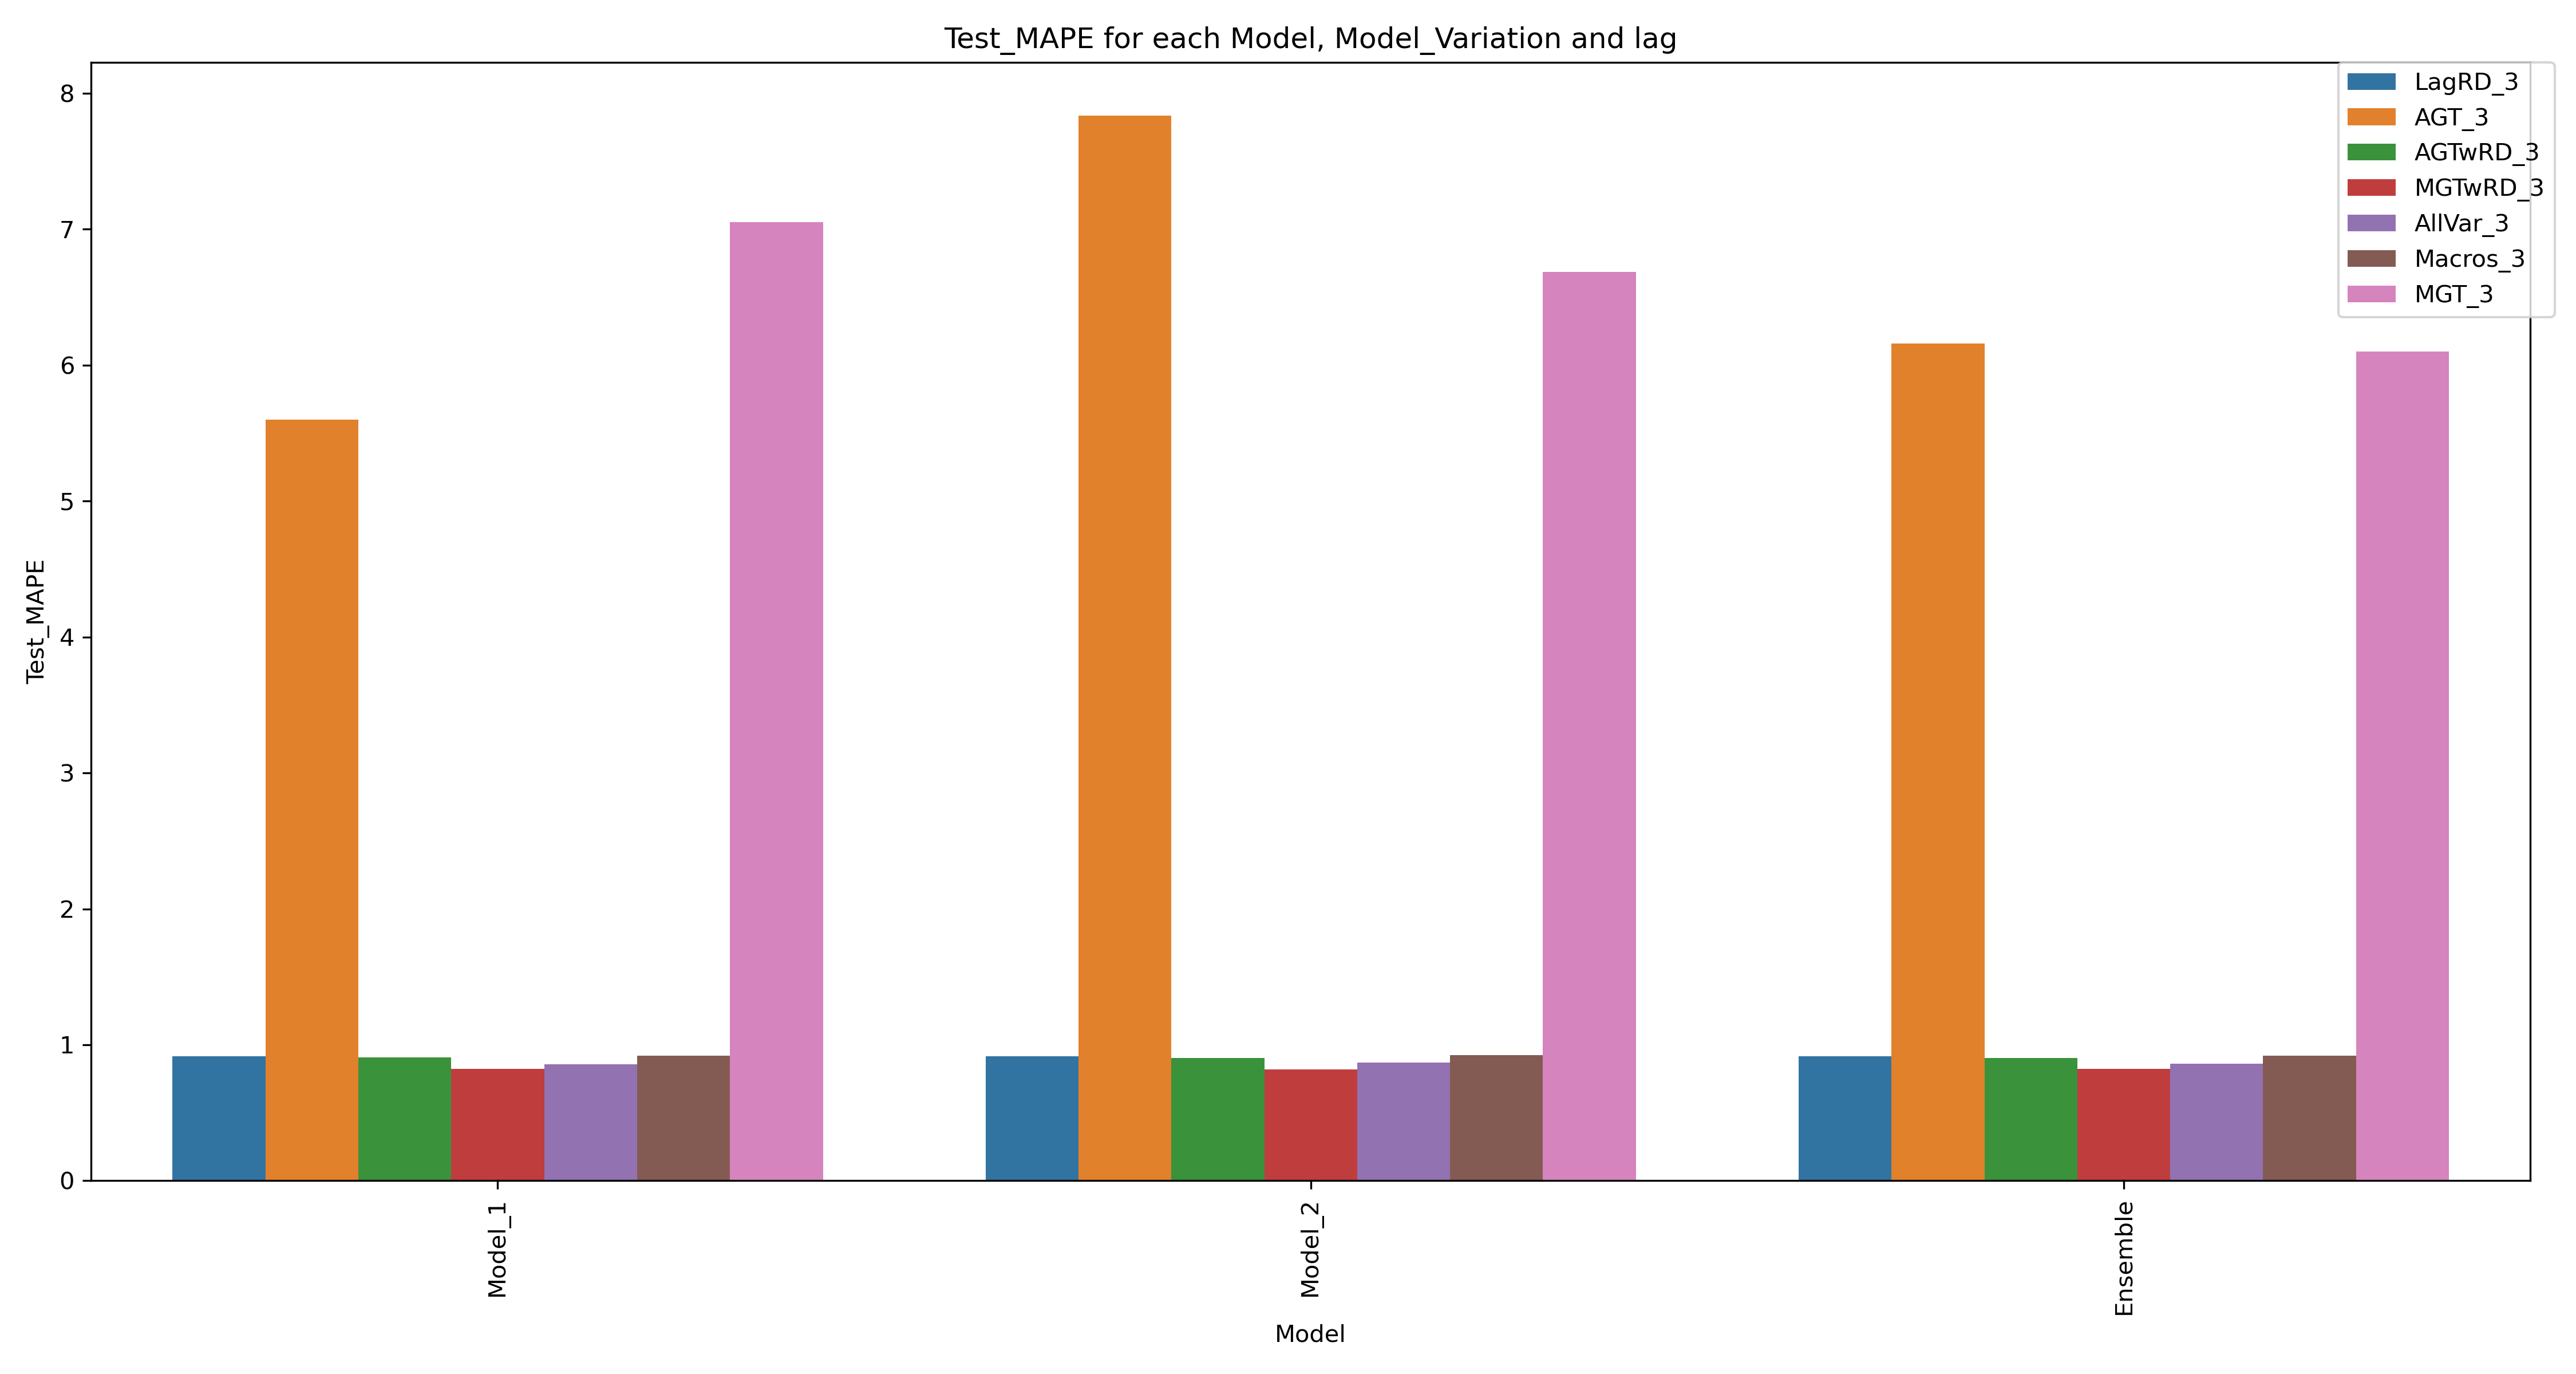 Test_MAPE for each Model, Model_Variation and lag
8
7
6
5
4
3
2
1
0
Test_MAPE
LagRD_3
AGT_3
AGTwRD_3
MGTwRD_3
AllVar_3
Macros_3
MGT_3
Model_1
Model_2
Ensemble
Model